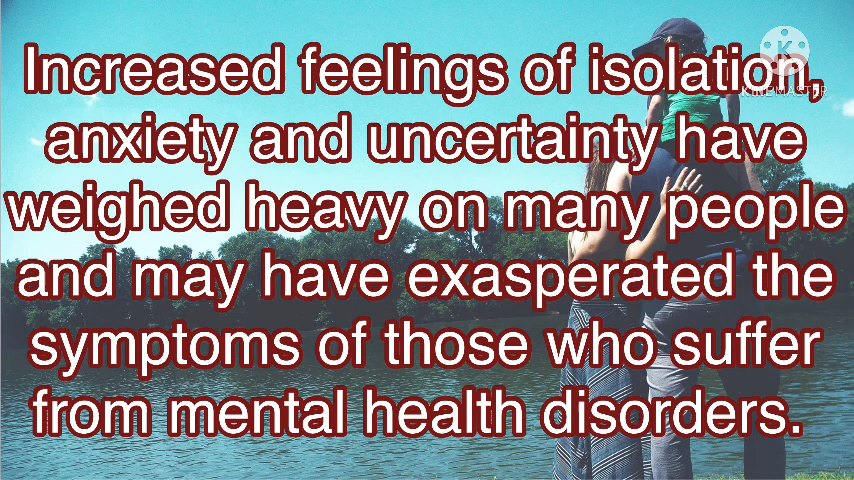 Increased feelings of isolation,
anxiety and uncertainty have
weighed heavy on many people
and may have exasperated the
symptoms of those who suffer
from mental health disorders.
KINEMASTER